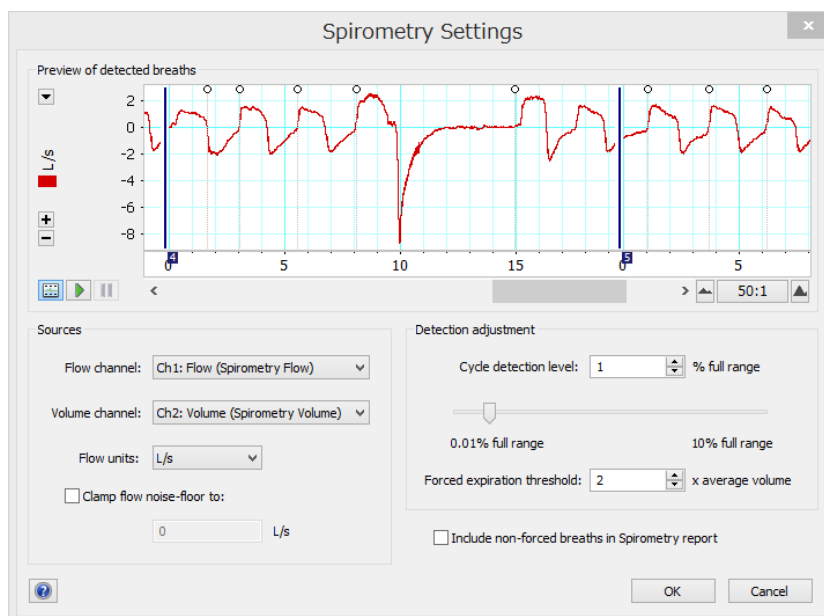 Spirometry Settings
Preview of detected breaths
2
0
-2
-4
-6
-8
L/s
4
5
0 5 10 15 0 5
50:1
Sources
Flow channel: Ch1: Flow (Spirometry Flow)
Volume channel: Ch2: Volume (Spirometry Volume)
Flow units: L/s
Clamp flow noise-floor to:
0 L/s
Detection adjustment
Cycle detection level: 1 % full range
0.01% full range 10% full range
Forced expiration threshold: 2 x average volume
Include non-forced breaths in Spirometry report
OK Cancel